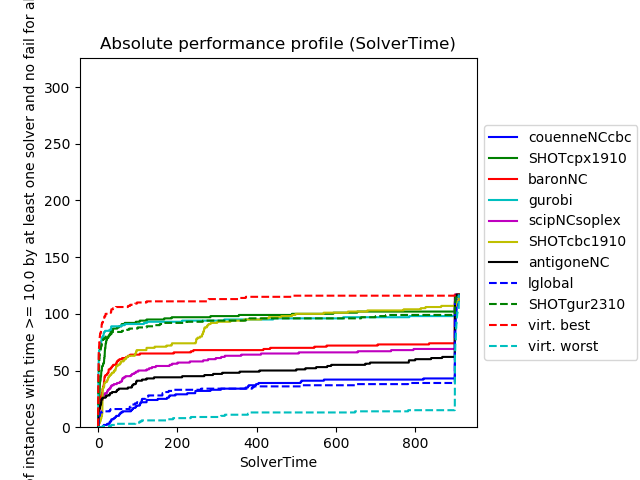 Absolute performance profile (SolverTime)
of instances with time >= 10.0 by at least one solver and no fail for
300
250
200
150
100
50
0
0 200 400 600 800
SolverTime
couenneNCcbc
SHOTcpx1910
baronNC
gurobi
scipNCsoplex
SHOTcbc1910
antigoneNC
lglobal
SHOTgur2310
virt. best
virt. worst